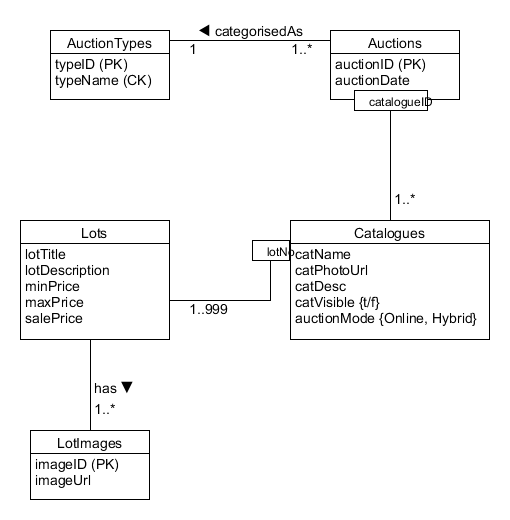 ◀ categorisedAs
AuctionTypes
1
1..*
Auctions
typeID (PK)
typeName (CK)
auctionID (PK)
auctionDate
catalogueID
1..*
Lots
lotTitle
lotDescription
minPrice
maxPrice
salePrice
lotNo
1..999
Catalogues
catName
catPhotoUrl
catDesc
catVisible {t/f}
auctionMode {Online, Hybrid}
has ▼
1..*
LotImages
imageID (PK)
imageUrl